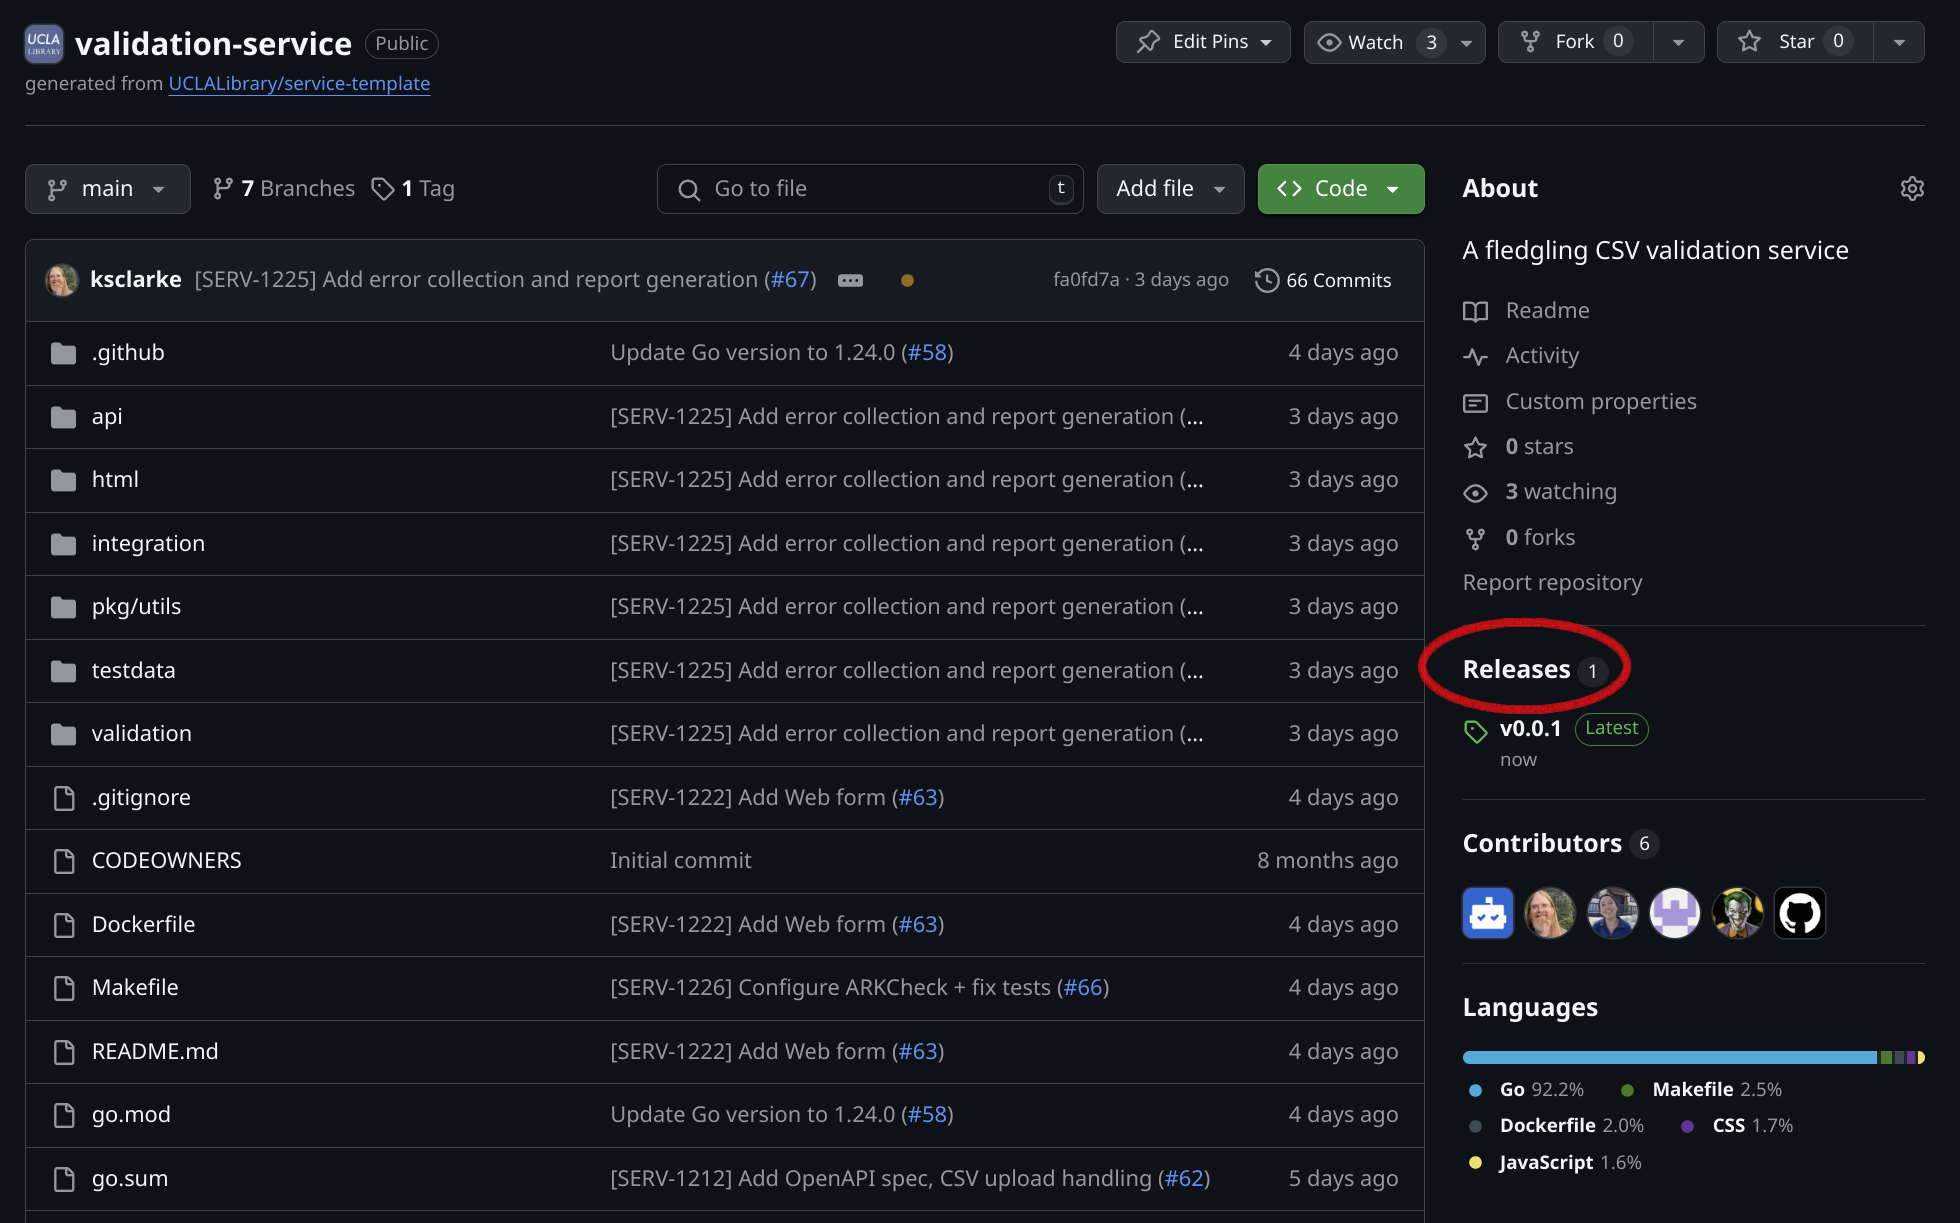 UCLA LIBRARY validation-service Public Edit Pins Watch 3 Fork 0 Star 0
generated from UCLALibrary/service-template
main 7 Branches 1 Tag Go to file t Add file Code
ksclarke [SERV-1225] Add error collection and report generation (#67) fa0fd7a · 3 days ago 66 Commits
.github Update Go version to 1.24.0 (#58) 4 days ago
api [SERV-1225] Add error collection and report generation (... 3 days ago
html [SERV-1225] Add error collection and report generation (... 3 days ago
integration [SERV-1225] Add error collection and report generation (... 3 days ago
pkg/utils [SERV-1225] Add error collection and report generation (... 3 days ago
testdata [SERV-1225] Add error collection and report generation (... 3 days ago
validation [SERV-1225] Add error collection and report generation (... 3 days ago
.gitignore [SERV-1222] Add Web form (#63) 4 days ago
CODEOWNERS Initial commit 8 months ago
Dockerfile [SERV-1222] Add Web form (#63) 4 days ago
Makefile [SERV-1226] Configure ARKCheck + fix tests (#66) 4 days ago
README.md [SERV-1222] Add Web form (#63) 4 days ago
go.mod Update Go version to 1.24.0 (#58) 4 days ago
go.sum [SERV-1212] Add OpenAPI spec, CSV upload handling (#62) 5 days ago
About
A fledgling CSV validation service
Readme
Activity
Custom properties
0 stars
3 watching
0 forks
Report repository
Releases 1
v0.0.1 Latest
now
Contributors 6
Languages
Go 92.2% Makefile 2.5%
Dockerfile 2.0% CSS 1.7%
JavaScript 1.6%